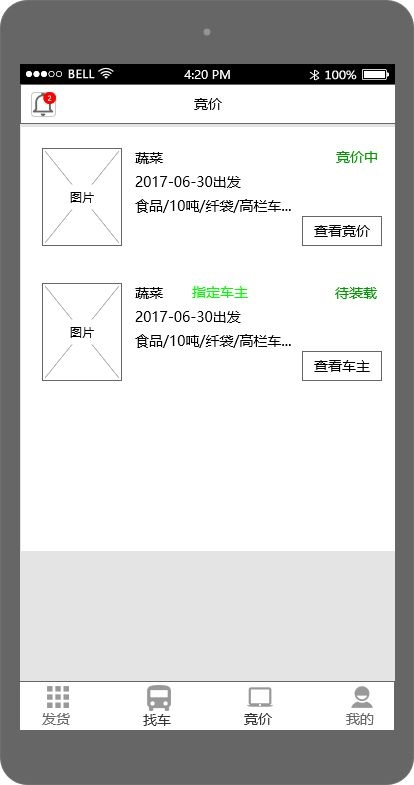 BELL 4:20 PM 100%
2 竞价
蔬菜 竞价中
2017-06-30出发
图片
食品/10吨/纤袋/高栏车...
查看竞价
蔬菜 指定车主 待装载
2017-06-30出发
图片
食品/10吨/纤袋/高栏车...
查看车主
发货 找车 竞价 我的